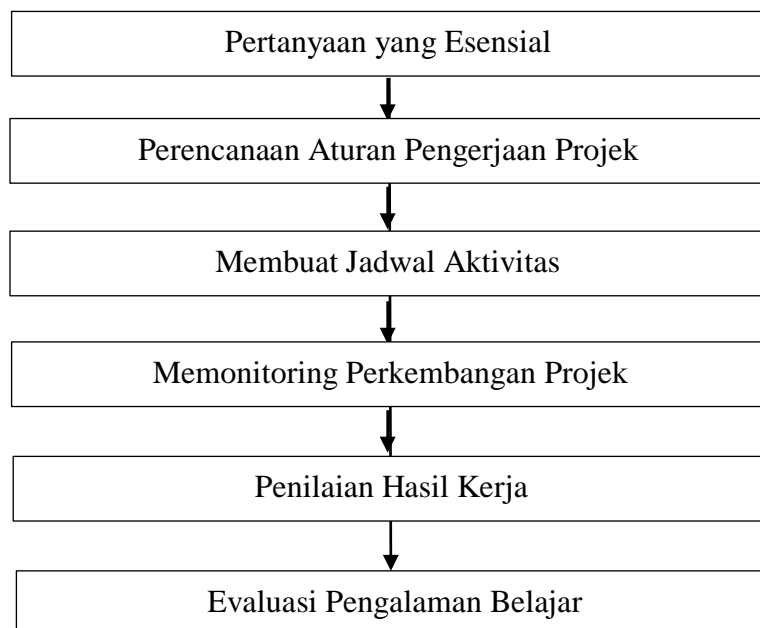 Pertanyaan yang Esensial
Perencanaan Aturan Pengerjaan Projek
Membuat Jadwal Aktivitas
Memonitoring Perkembangan Projek
Penilaian Hasil Kerja
Evaluasi Pengalaman Belajar